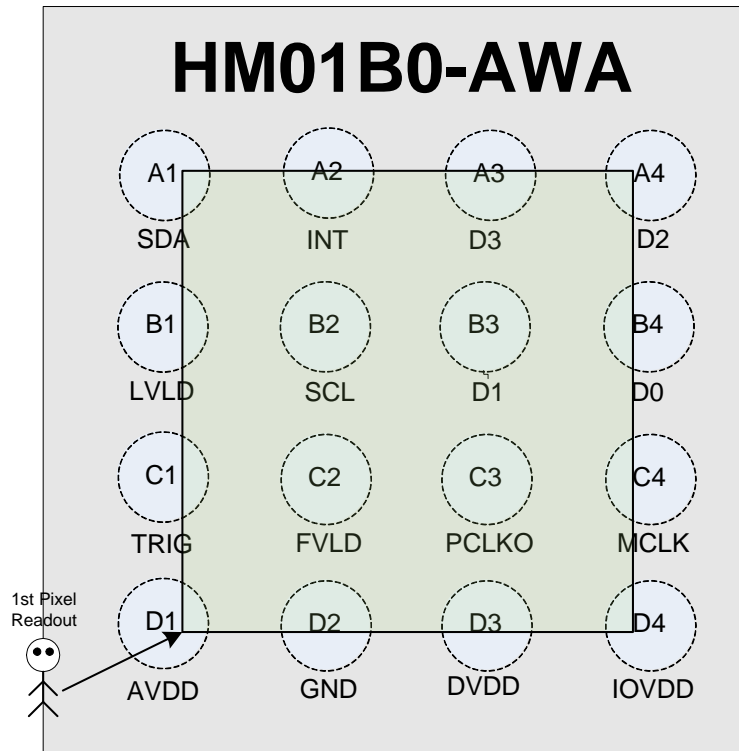 HM01B0-AWA
A1 A2 A3 A4
SDA INT D3 D2
B1 B2 B3 B4
LVLD SCL D1 D0
C1 C2 C3 C4
TRIG FVLD PCLKO MCLK
1st Pixel
Readout
D1 D2 D3 D4
AVDD GND DVDD IOVDD